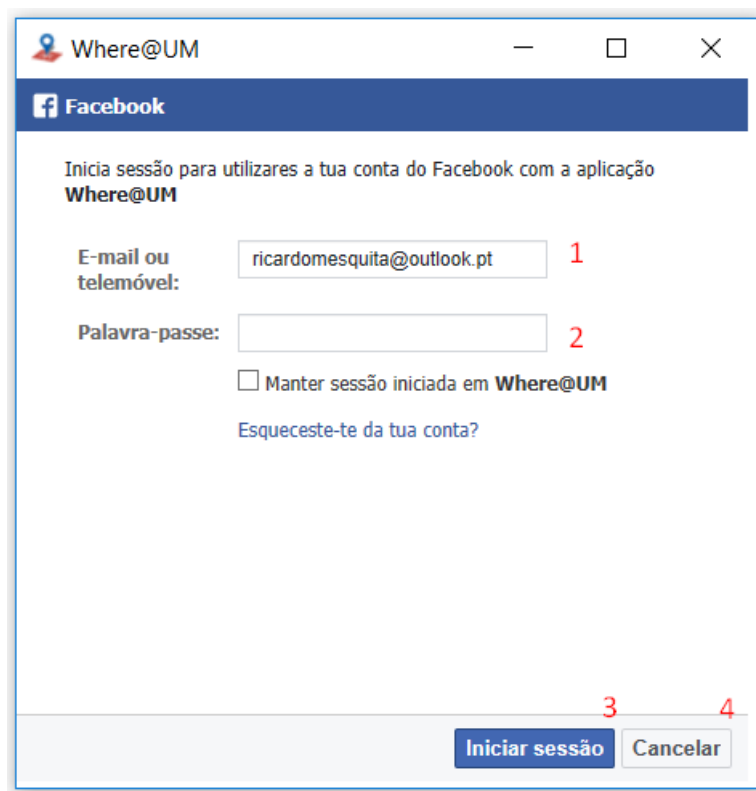 Where@UM
Facebook
Inicia sessão para utilizares a tua conta do Facebook com a aplicação
Where@UM
E-mail ou
telemóvel:
ricardomesquita@outlook.pt
1
Palavra-passe:
2
Manter sessão iniciada em Where@UM
Esqueceste-te da tua conta?
3
4
Iniciar sessão
Cancelar